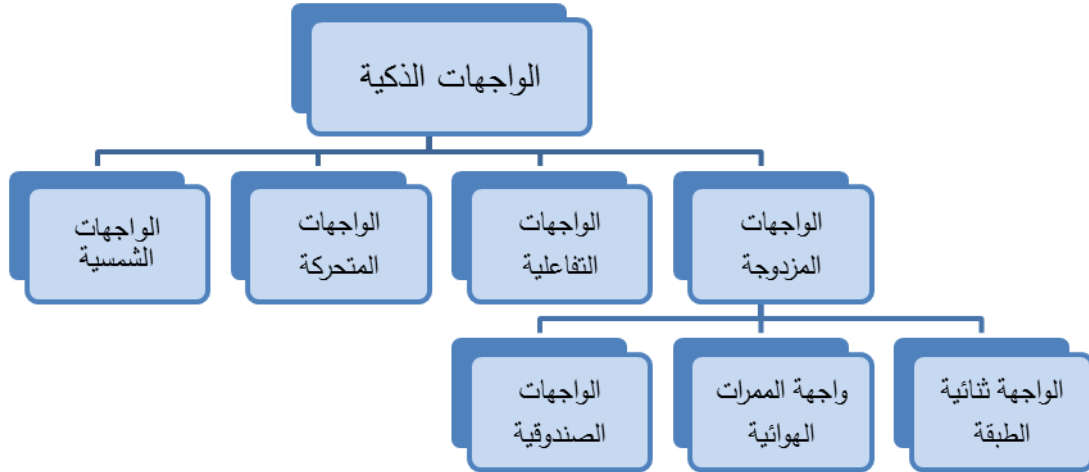 الواجهات الذكية
الواجهات
المزدوجة
الواجهات
التفاعلية
الواجهات
المتحركة
الواجهات
الشمسية
الواجهة ثنائية
الطبقة
واجهة الممرات
الهوائية
الواجهات
الصندوقية